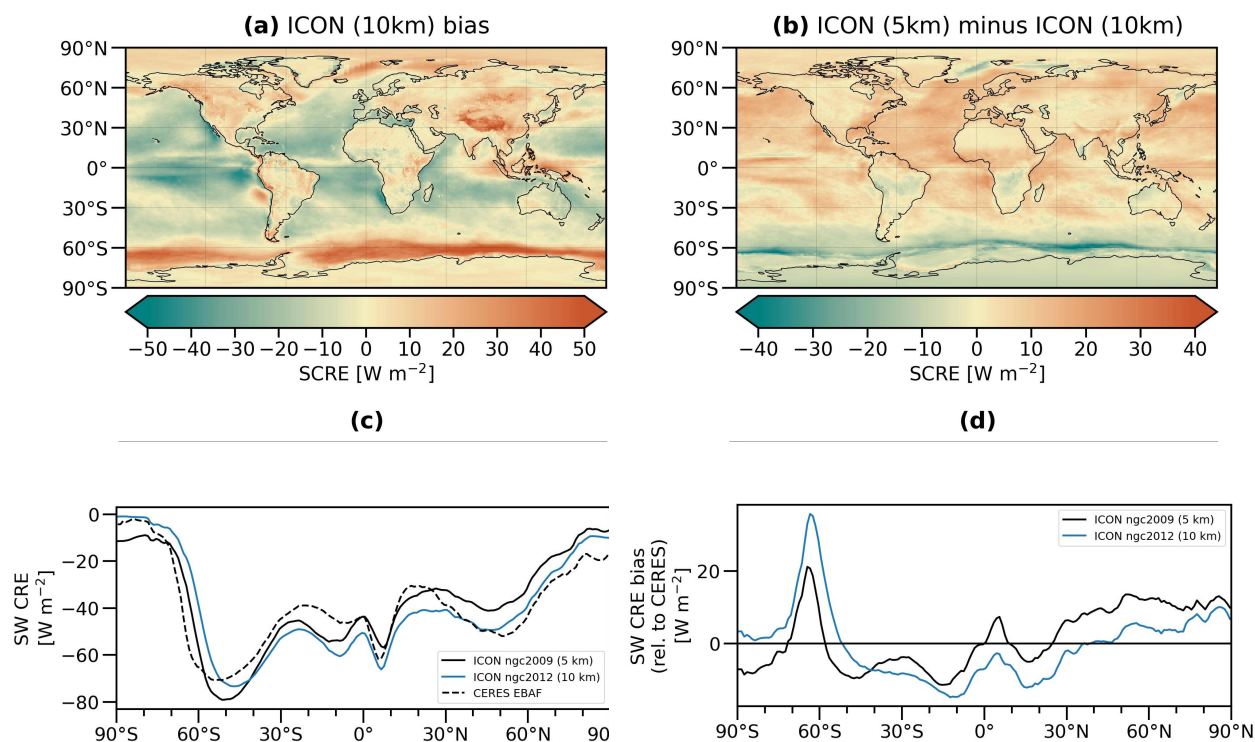 (a) ICON (10km) bias
(b) ICON (5km) minus ICON (10km)
90°N
60°N
30°N
0°
30°S
60°S
90°S
90°N
60°N
30°N
0°
30°S
60°S
90°S
−50 −40 −30 −20 −10 0 10 20 30 40 50
SCRE [W m⁻²]
−40 −30 −20 −10 0 10 20 30 40
SCRE [W m⁻²]
(c)
(d)
SW CRE
[W m⁻²]
0
−20
−40
−60
−80
ICON ngc2009 (5 km)
ICON ngc2012 (10 km)
CERES EBAF
90°S 60°S 30°S 0° 30°N 60°N 90
SW CRE bias
(rel. to CERES)
[W m⁻²]
20
0
ICON ngc2009 (5 km)
ICON ngc2012 (10 km)
90°S 60°S 30°S 0° 30°N 60°N 90°N